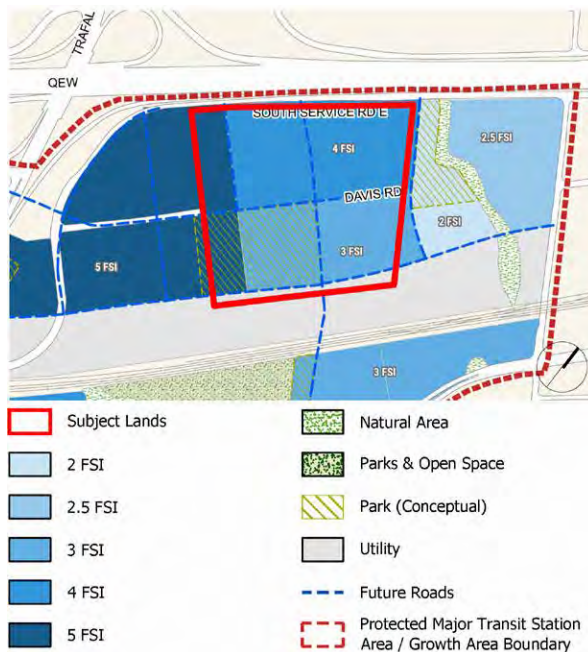 TRAFAL
QEW
SOUTH SERVICE RD E
2.5 FSI
4 FSI
DAVIS RD
2 FSI
3 FSI
5 FSI
3 FSI
Subject Lands
2 FSI
2.5 FSI
3 FSI
4 FSI
5 FSI
Natural Area
Parks & Open Space
Park (Conceptual)
Utility
Future Roads
Protected Major Transit Station
Area / Growth Area Boundary